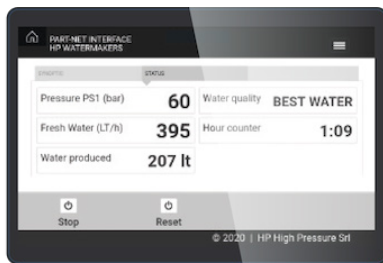 PART-NET INTERFACE
HP WATERMAKERS
SYNOPTIC
STATUS
Pressure PS1 (bar) 60 Water quality BEST WATER
Fresh Water (LT/h) 395 Hour counter 1:09
Water produced 207 lt
Stop Reset
© 2020 | HP High Pressure Srl